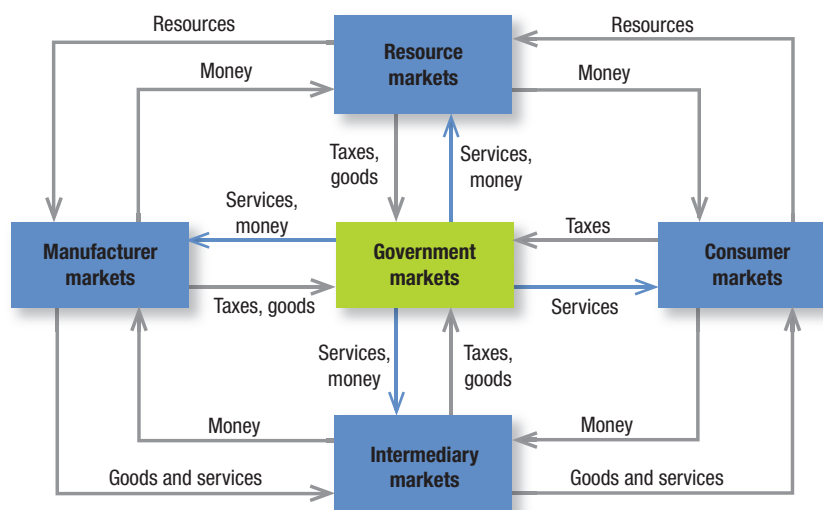 Resources
Resources
Resource
markets
Money
Money
Taxes,
goods
Services,
money
Services,
money
Taxes
Manufacturer
markets
Government
markets
Consumer
markets
Taxes, goods
Services
Services,
money
Taxes,
goods
Money
Money
Intermediary
markets
Goods and services
Goods and services